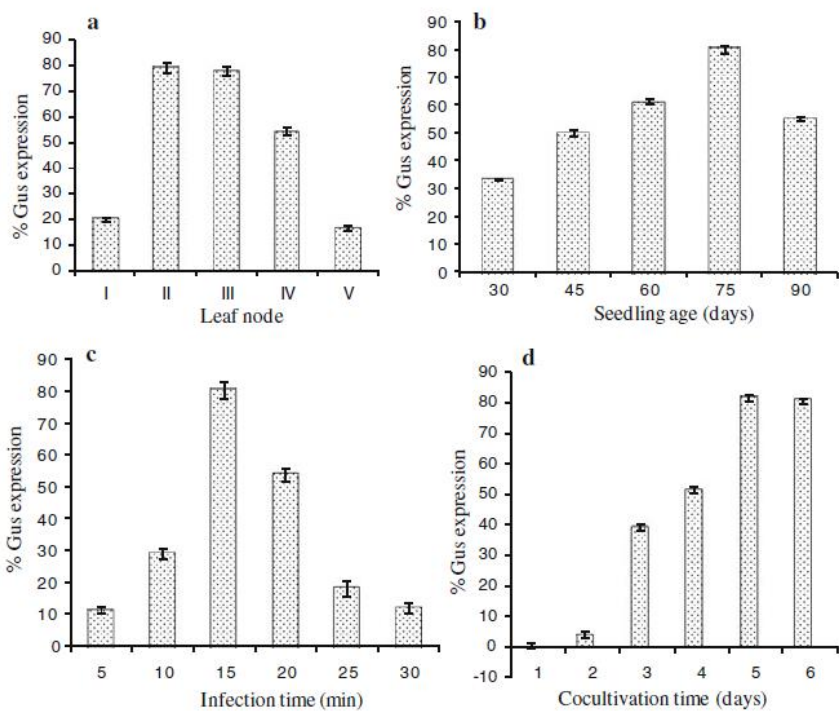 a
% Gus expression
90
80
70
60
50
40
30
20
10
0
I II III IV V
Leaf node
b
% Gus expression
90
80
70
60
50
40
30
20
10
0
30 45 60 75 90
Seedling age (days)
c
% Gus expression
90
80
70
60
50
40
30
20
10
0
5 10 15 20 25 30
Infection time (min)
d
% Gus expression
90
80
70
60
50
40
30
20
10
0
-10
1 2 3 4 5 6
Cocultivation time (days)